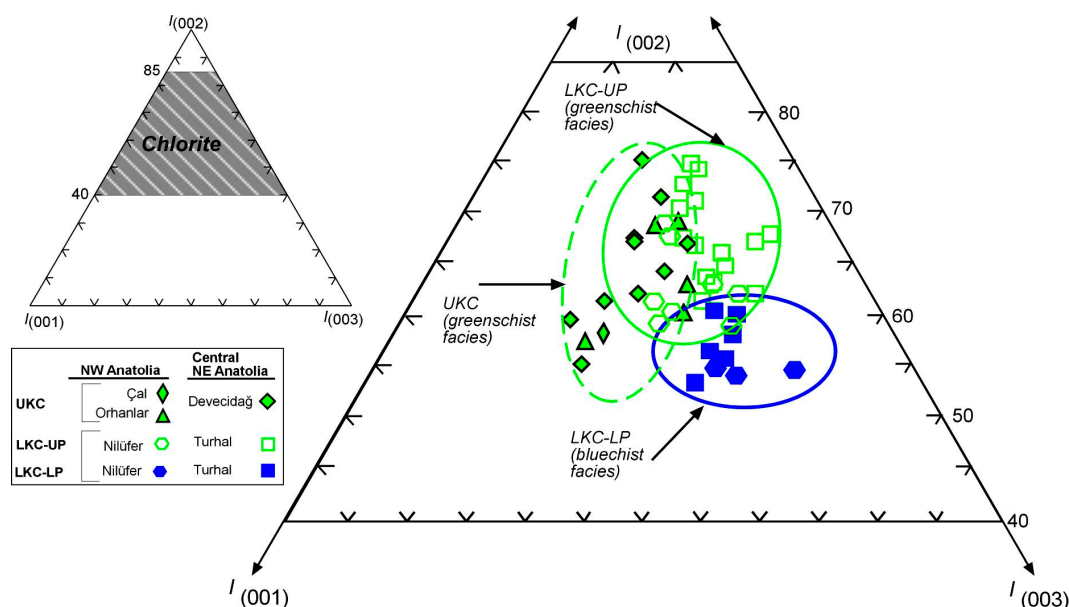 I(002)
85
Chlorite
40
I(001)
I(003)
I(002)
LKC-UP
(greenschist
facies)
80
70
UKC
(greenschist
facies)
60
LKC-LP
(bluechist
facies)
50
40
I(001)
I(003)
NW Anatolia
Central
NE Anatolia
UKC
Çal
Orhanlar
Devecidağ
LKC-UP Nilüfer Turhal
LKC-LP Nilüfer Turhal